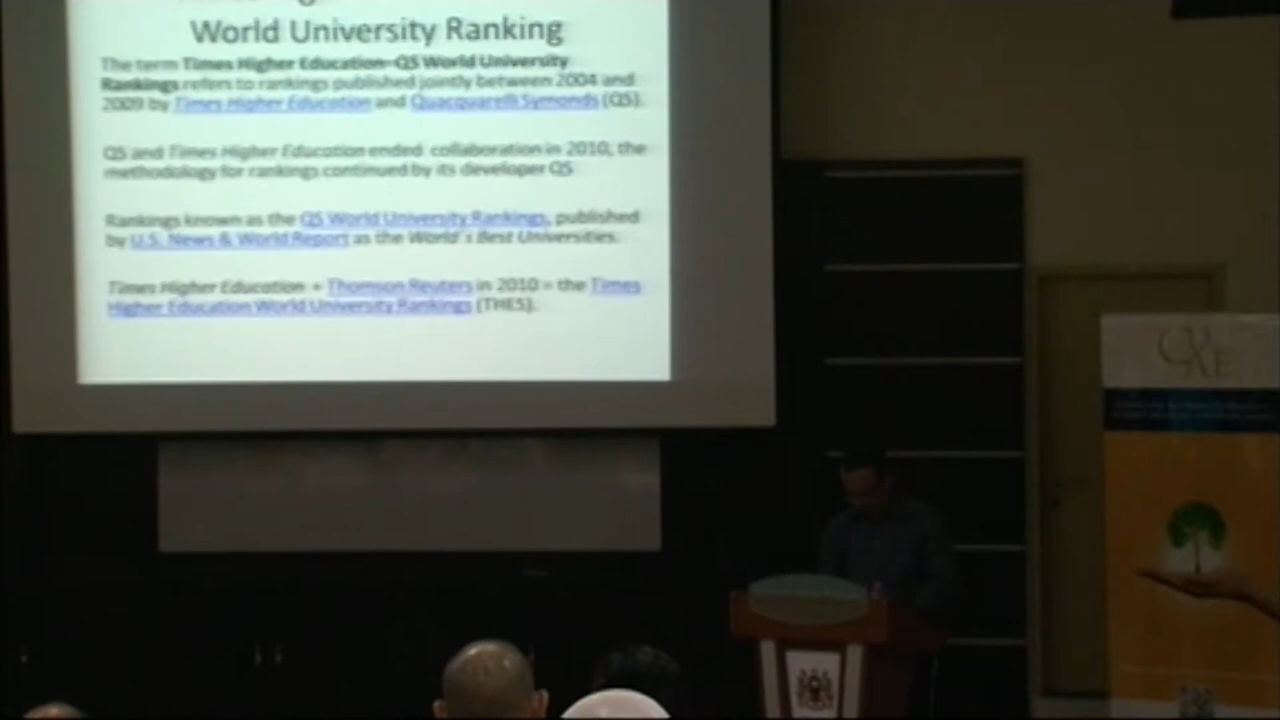 World University Ranking
The term Times Higher Education–QS World University
Rankings refers to rankings published jointly between 2004 and
2009 by Times Higher Education and Quacquarelli Symonds (QS).
QS and Times Higher Education ended collaboration in 2010, the
methodology for rankings continued by its developer QS
Rankings known as the QS World University Rankings, published
by U.S. News & World Report as the World's Best Universities.
Times Higher Education + Thomson Reuters in 2010 = the Times
Higher Education World University Rankings (THES).